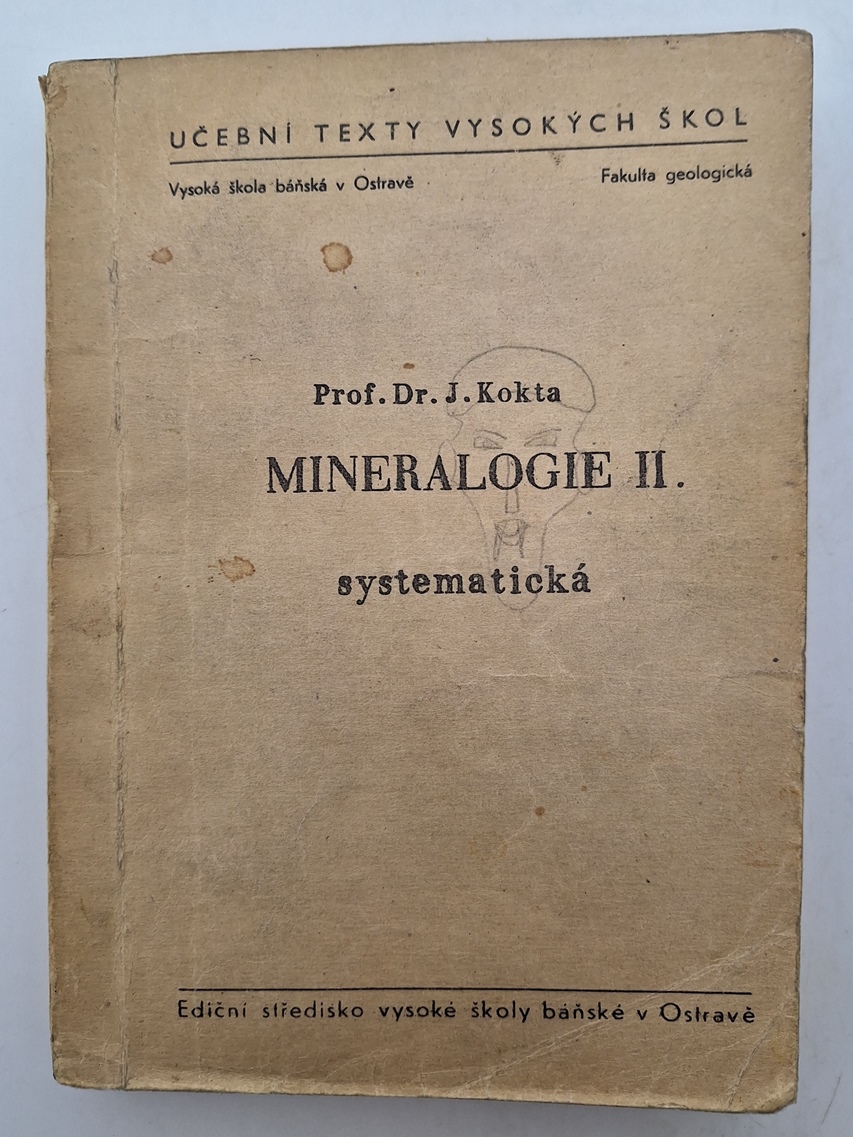 UČEBNÍ TEXTY VYSOKÝCH ŠKOL
Vysoká škola báňská v Ostravě
Fakulta geologická
Prof. Dr. J. Kokta
MINERALOGIE II.
systematická
Ediční středisko vysoké školy báňské v Ostravě